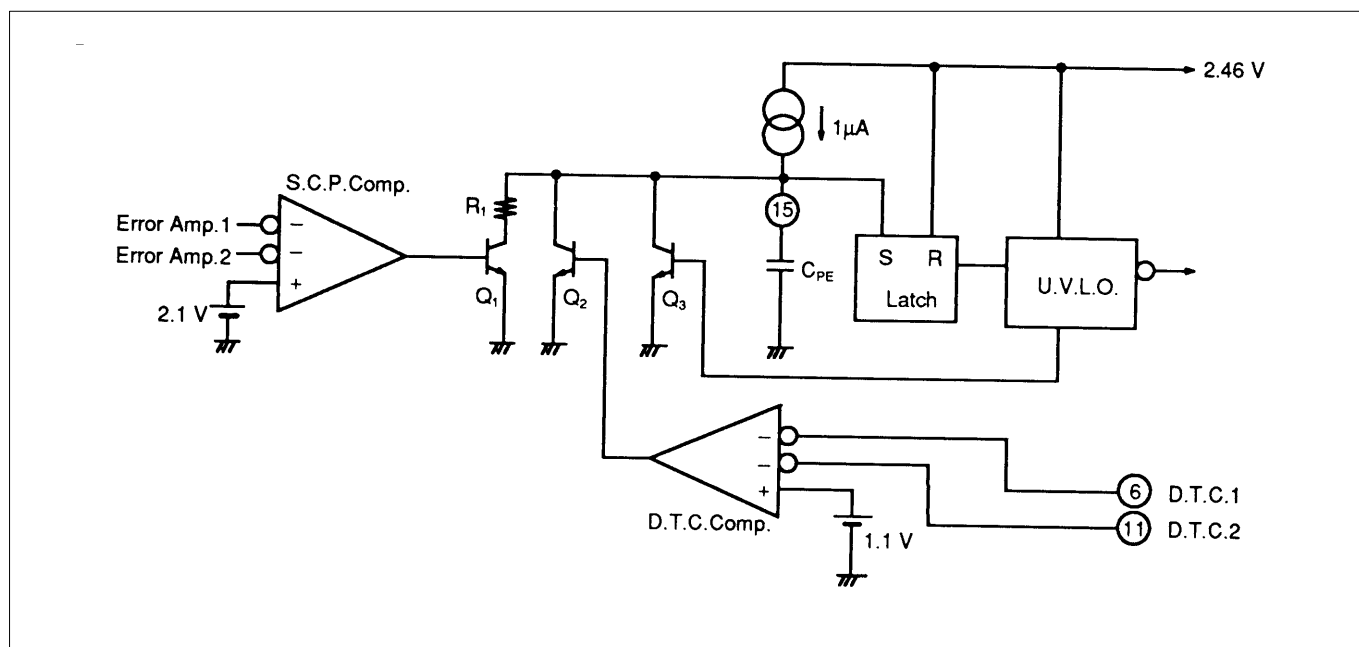 2.46 V
1μA
S.C.P.Comp.
Error Amp.1
Error Amp.2
−
−
+
2.1 V
R1
Q1
Q2
Q3
15
CPE
S R
Latch
U.V.L.O.
−
−
+
D.T.C.Comp.
1.1 V
6 D.T.C.1
11 D.T.C.2